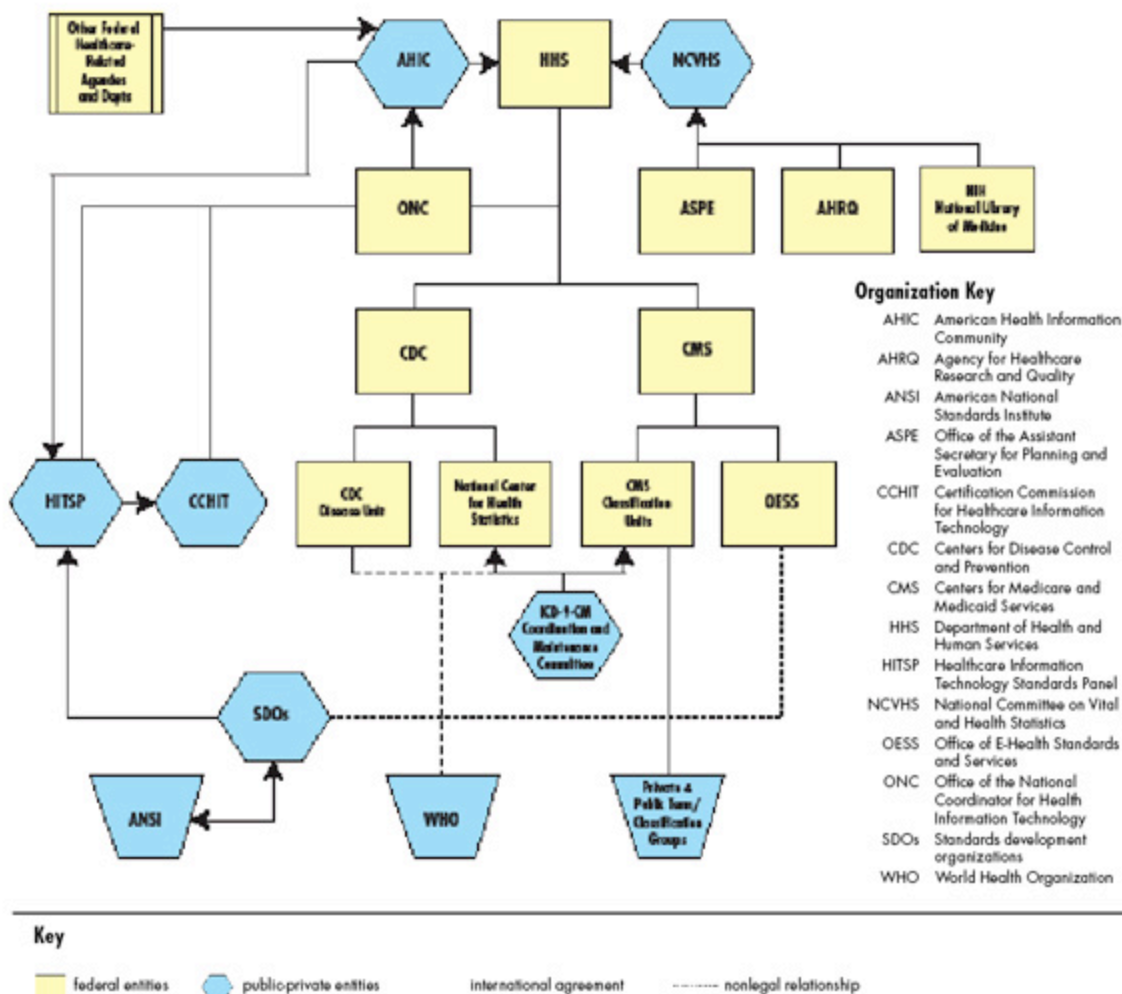 Other Federal
Healthcare-
Related
Agencies
and Depts
AHIC
HHS
NCVHS
ONC
ASPE
AHRQ
NIH
National Library
of Medicine
CDC
CMS
HITSP
CCHIT
CDC
Disease Unit
National Center
for Health
Statistics
CMS
Classification
Units
OESS
ICD-9-CM
Coordination and
Maintenance
Committee
SDOs
ANSI
WHO
Private &
Public Term/
Classification
Groups
Organization Key
AHIC American Health Information
Community
AHRQ Agency for Healthcare
Research and Quality
ANSI American National
Standards Institute
ASPE Office of the Assistant
Secretary for Planning and
Evaluation
CCHIT Certification Commission
for Healthcare Information
Technology
CDC Centers for Disease Control
and Prevention
CMS Centers for Medicare and
Medicaid Services
HHS Department of Health and
Human Services
HITSP Healthcare Information
Technology Standards Panel
NCVHS National Committee on Vital
and Health Statistics
OESS Office of E-Health Standards
and Services
ONC Office of the National
Coordinator for Health
Information Technology
SDOs Standards development
organizations
WHO World Health Organization
Key
federal entities
public-private entities
international agreement
nonlegal relationship